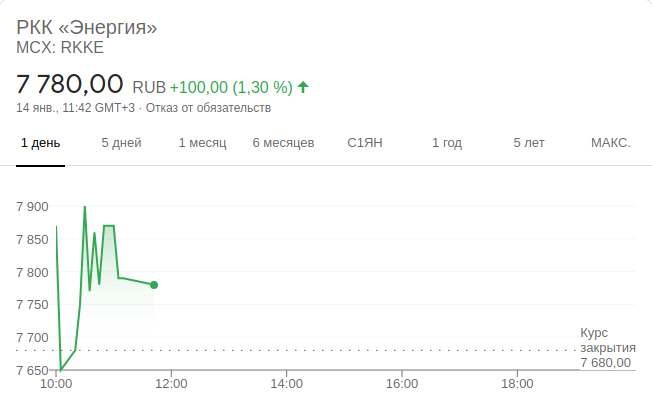 РКК «Энергия»
MCX: RKKE
7 780,00 RUB +100,00 (1,30 %)
14 янв., 11:42 GMT+3 · Отказ от обязательств
1 день 5 дней 1 месяц 6 месяцев С1ЯН 1 год 5 лет МАКС.
7 900
7 850
7 800
7 750
7 700
7 650
Курс
закрытия
7 680,00
10:00 12:00 14:00 16:00 18:00